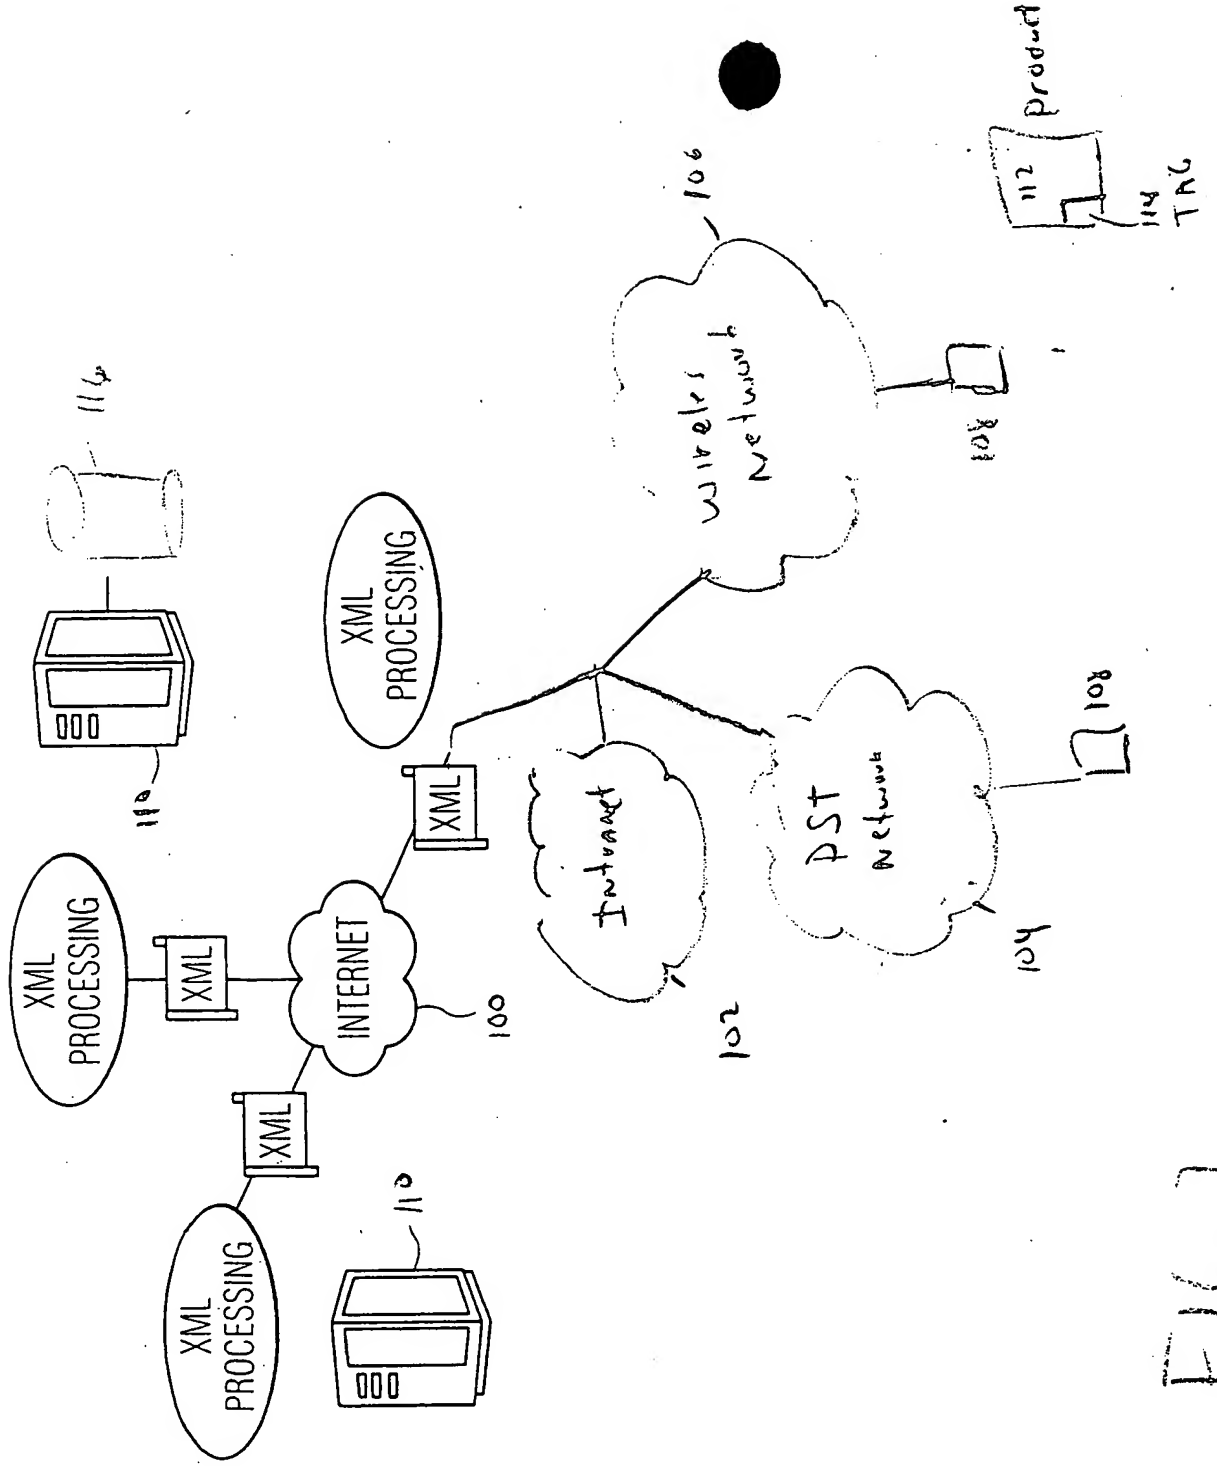 XML
PROCESSING
XML
XML
PROCESSING
XML
110
116
XML
PROCESSING
INTERNET
100
XML
110
Intranet
102
PST
Network
104
108
Wireless
Network
106
108
112
Product
114
TAG
FIG 1